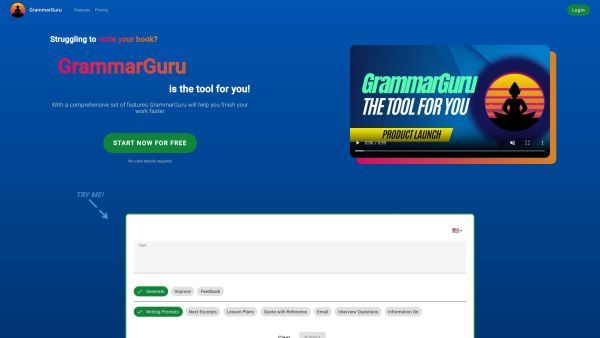 GrammarGuru
Features
Pricing
Login
Struggling to write your book?
GrammarGuru
is the tool for you!
With a comprehensive set of features GrammarGuru will help you finish your
work faster
START NOW FOR FREE
No card details required
GrammarGuru
THE TOOL FOR YOU
PRODUCT LAUNCH
0:00 / 0:59
TRY ME!
Text
Generate
Improve
Feedback
Writing Prompts
Next Excerpts
Lesson Plans
Quote with Reference
Email
Interview Questions
Information On
Clear
Submit